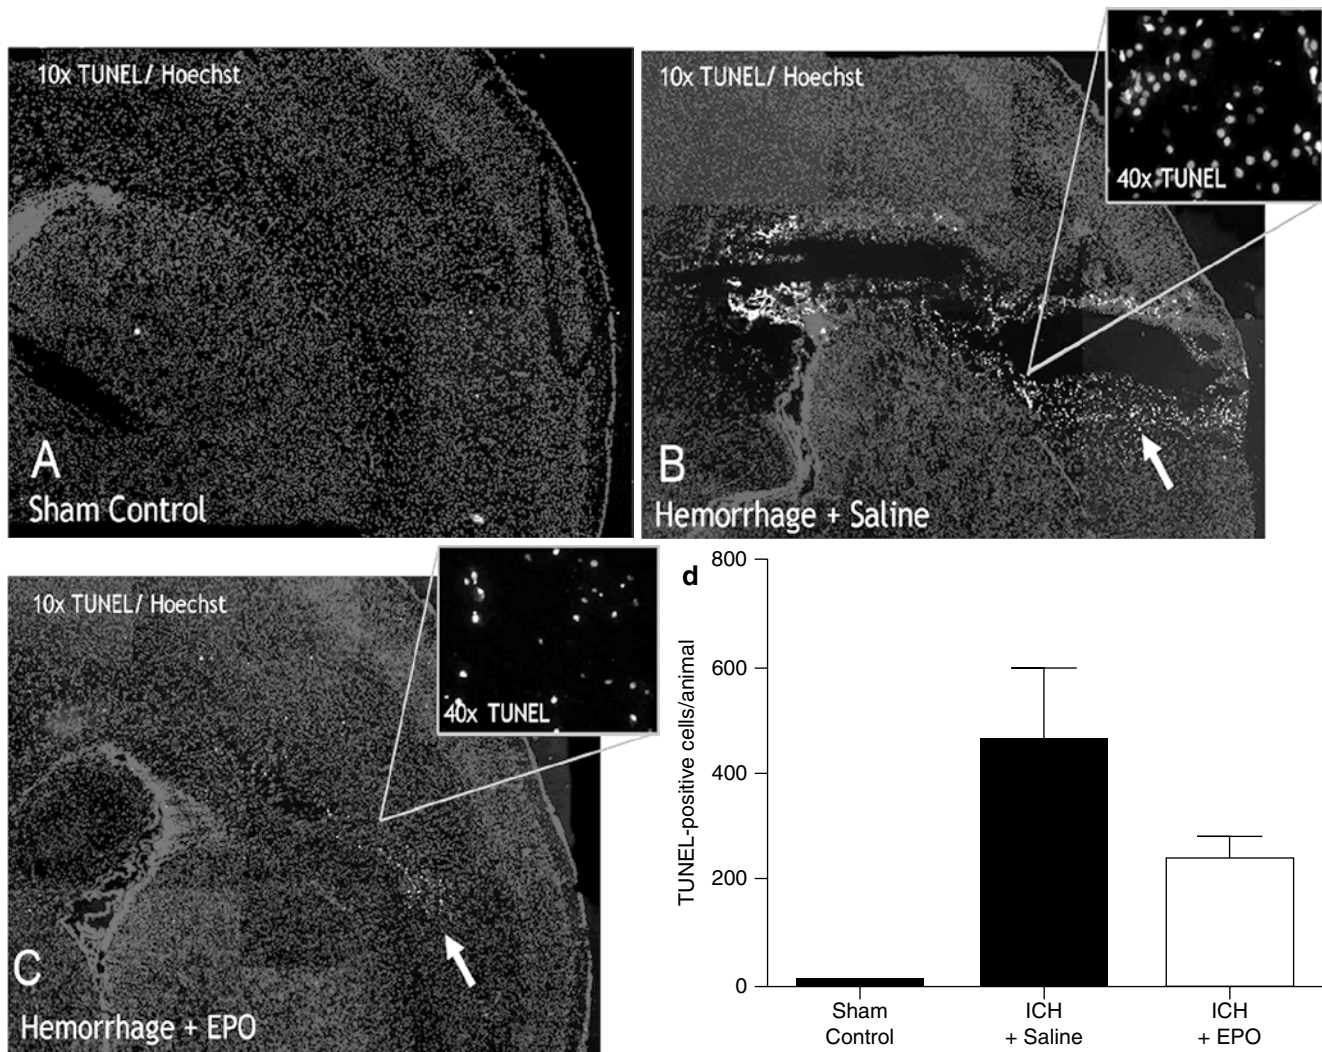 10x TUNEL/ Hoechst
A
Sham Control
10x TUNEL/ Hoechst
40x TUNEL
B
Hemorrhage + Saline
10x TUNEL/ Hoechst
40x TUNEL
C
Hemorrhage + EPO
d
TUNEL-positive cells/animal
800
600
400
200
0
Sham
Control
ICH
+ Saline
ICH
+ EPO